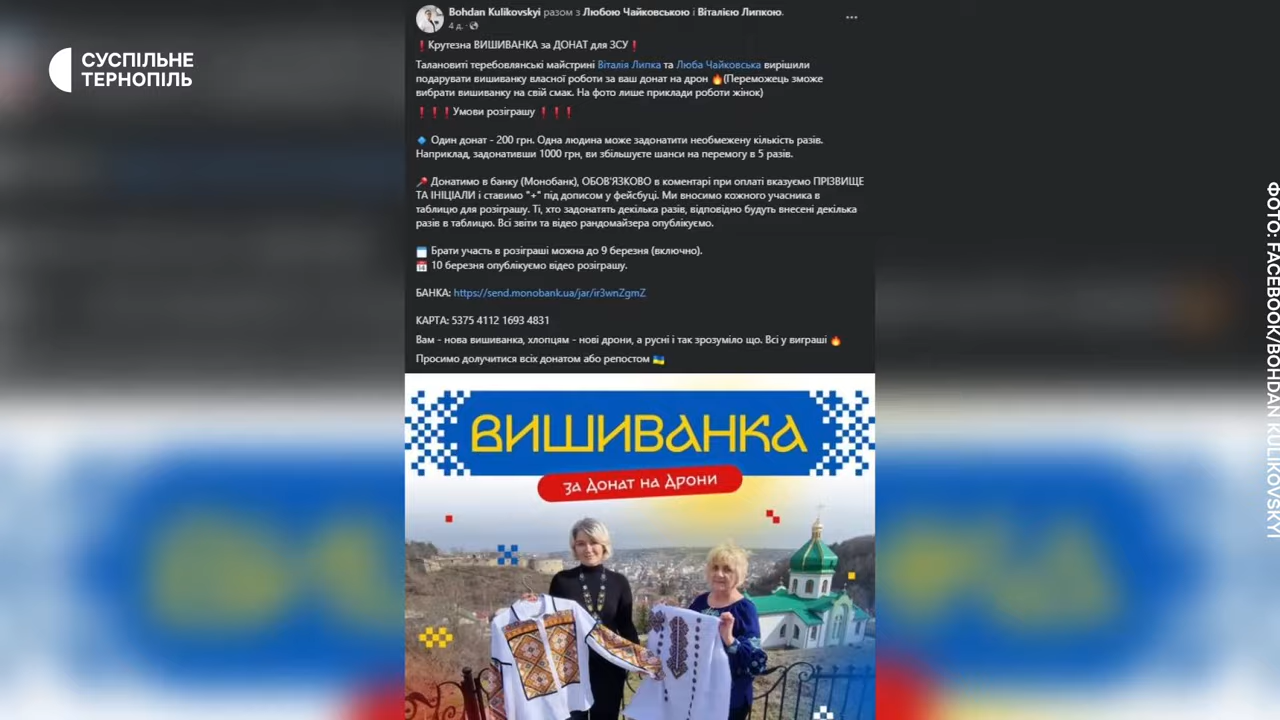 СУСПІЛЬНЕ
ТЕРНОПІЛЬ
Bohdan Kulikovskyi разом з Любою Чайковською і Віталією Липкою.
4 д. ·
❗Крутезна ВИШИВАНКА за ДОНАТ для ЗСУ❗
Талановиті теребовлянські майстрині Віталія Липка та Люба Чайковська вирішили
подарувати вишиванку власної роботи за ваш донат на дрон 🔥(Переможець зможе
вибрати вишиванку на свій смак. На фото лише приклади роботи жінок)
❗❗❗Умови розіграшу ❗❗❗
🔹 Один донат - 200 грн. Одна людина може задонатити необмежену кількість разів.
Наприклад, задонативши 1000 грн, ви збільшуєте шанси на перемогу в 5 разів.
📌 Донатимо в банку (Монобанк), ОБОВ'ЯЗКОВО в коментарі при оплаті вказуємо ПРІЗВИЩЕ
ТА ІНІЦІАЛИ і ставимо "+" під дописом у фейсбуці. Ми вносимо кожного учасника в
таблицю для розіграшу. Ті, хто задонатять декілька разів, відповідно будуть внесені декілька
разів в таблицю. Всі звіти та відео рандомайзера опублікуємо.
🗓 Брати участь в розіграші можна до 9 березня (включно).
📆 10 березня опублікуємо відео розіграшу.
БАНКА: https://send.monobank.ua/jar/ir3wnZgmZ
КАРТА: 5375 4112 1693 4831
Вам - нова вишиванка, хлопцям - нові дрони, а русні і так зрозуміло що. Всі у виграші 🔥
Просимо долучитися всіх донатом або репостом 🇺🇦
ВИШИВАНКА
за донат на дрони
ФОТО: FACEBOOK/BOHDAN KULIKOVSKYI